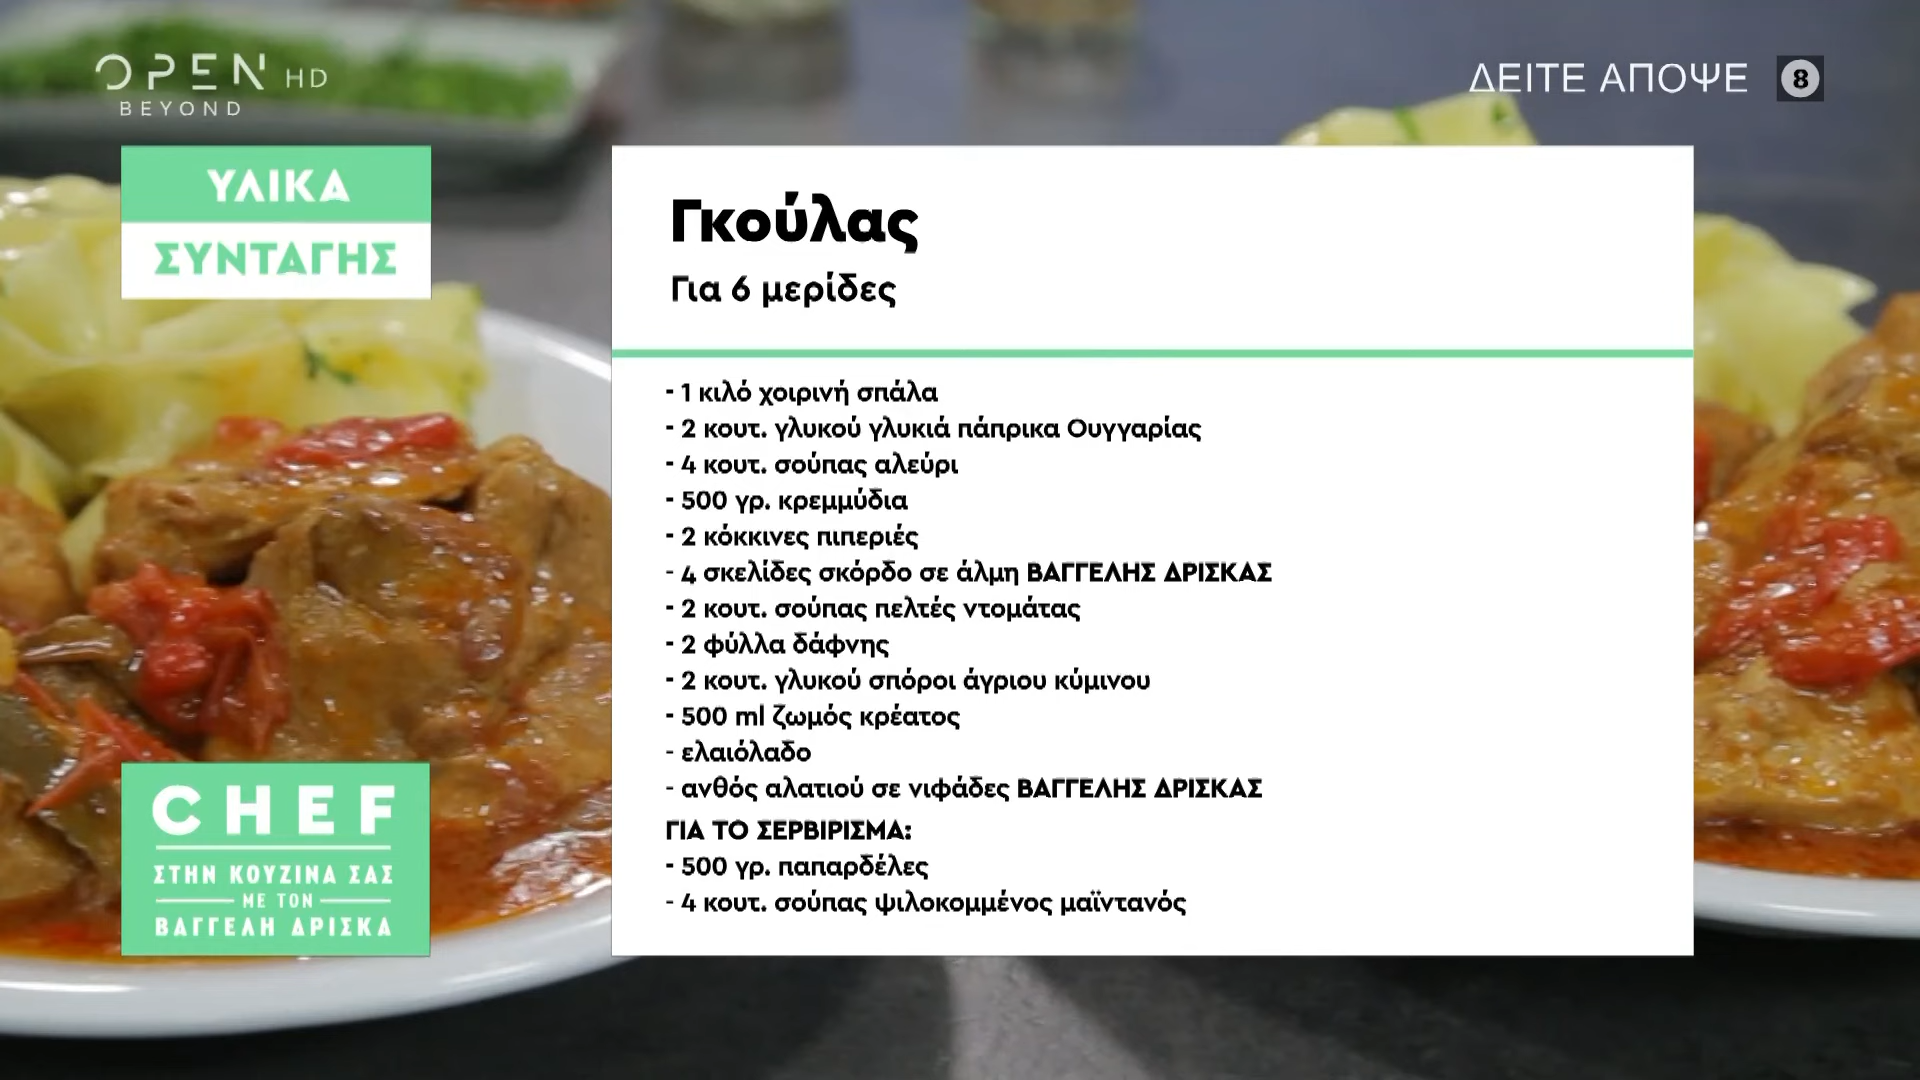 OPEN HD
BEYOND
ΔΕΙΤΕ ΑΠΟΨΕ 8
ΥΛΙΚΑ
ΣΥΝΤΑΓΗΣ
Γκούλας
Για 6 μερίδες
- 1 κιλό χοιρινή σπάλα
- 2 κουτ. γλυκού γλυκιά πάπρικα Ουγγαρίας
- 4 κουτ. σούπας αλεύρι
- 500 γρ. κρεμμύδια
- 2 κόκκινες πιπεριές
- 4 σκελίδες σκόρδο σε άλμη ΒΑΓΓΕΛΗΣ ΔΡΙΣΚΑΣ
- 2 κουτ. σούπας πελτές ντομάτας
- 2 φύλλα δάφνης
- 2 κουτ. γλυκού σπόροι άγριου κύμινου
- 500 ml ζωμός κρέατος
- ελαιόλαδο
- ανθός αλατιού σε νιφάδες ΒΑΓΓΕΛΗΣ ΔΡΙΣΚΑΣ
ΓΙΑ ΤΟ ΣΕΡΒΙΡΙΣΜΑ:
- 500 γρ. παπαρδέλες
- 4 κουτ. σούπας ψιλοκομμένος μαϊντανός
CHEF
ΣΤΗΝ ΚΟΥΖΙΝΑ ΣΑΣ
ΜΕ ΤΟΝ
ΒΑΓΓΕΛΗ ΔΡΙΣΚΑ